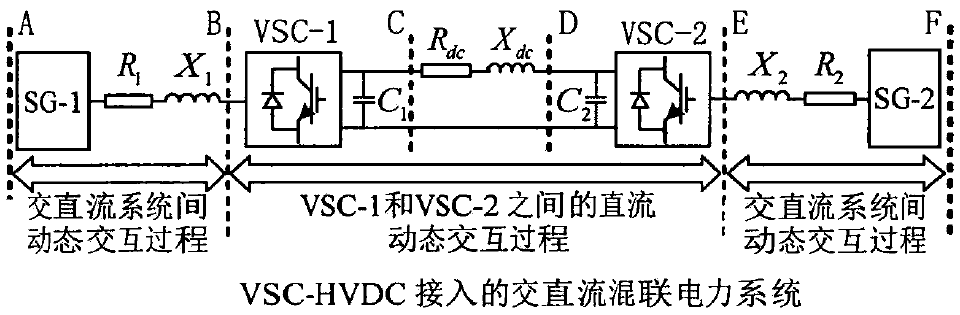 A B C D E F
VSC-1 VSC-2
R1 X1 Rdc Xdc X2 R2
SG-1 C1 C2 SG-2
交直流系统间
动态交互过程
VSC-1和VSC-2之间的直流
动态交互过程
交直流系统间
动态交互过程
VSC-HVDC 接入的交直流混联电力系统